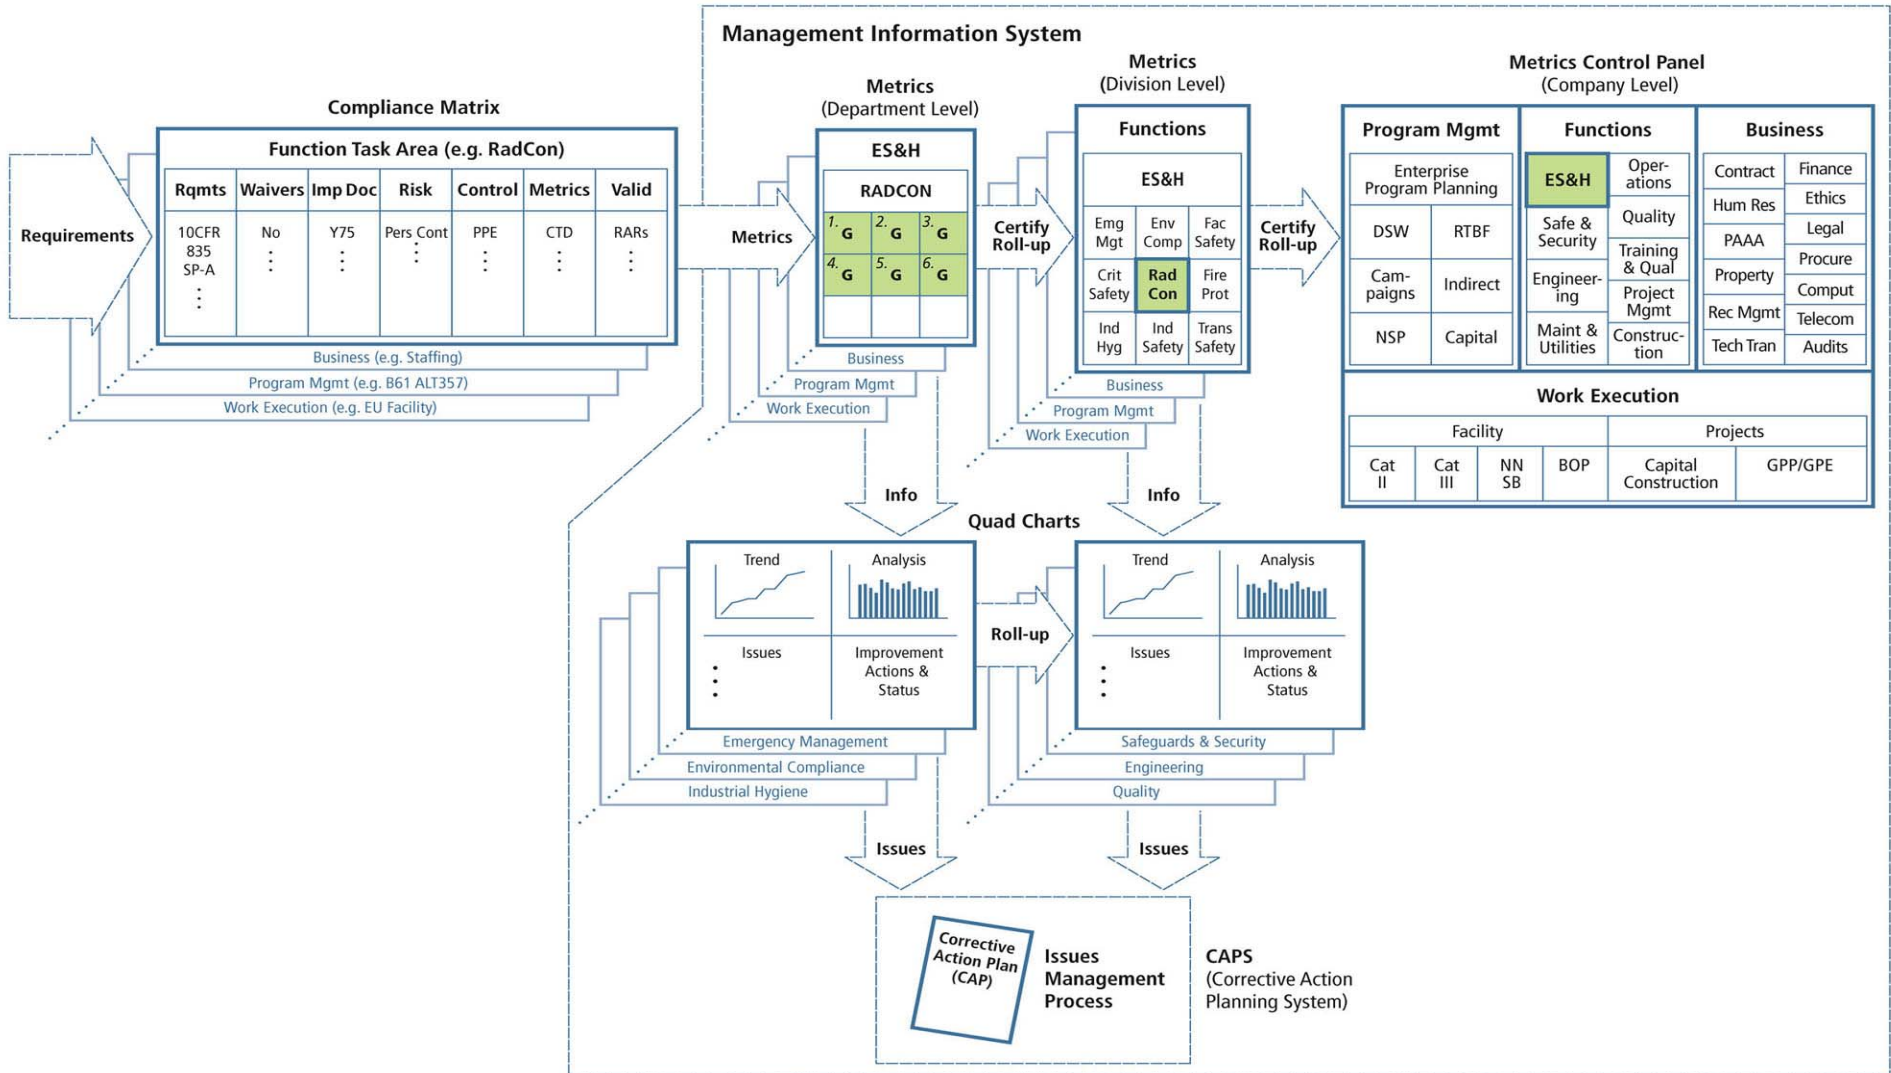 Management Information System
Compliance Matrix
Metrics
(Department Level)
Metrics
(Division Level)
Metrics Control Panel
(Company Level)
Requirements
Function Task Area (e.g. RadCon)
Rqmts
Waivers
Imp Doc
Risk
Control
Metrics
Valid
10CFR
835
SP-A
No
Y75
Pers Cont
PPE
CTD
RARs
Business (e.g. Staffing)
Program Mgmt (e.g. B61 ALT357)
Work Execution (e.g. EU Facility)
Metrics
ES&H
RADCON
1. G
2. G
3. G
4. G
5. G
6. G
Business
Program Mgmt
Work Execution
Certify
Roll-up
Functions
ES&H
Emg
Mgt
Env
Comp
Fac
Safety
Crit
Safety
Rad
Con
Fire
Prot
Ind
Hyg
Ind
Safety
Trans
Safety
Business
Program Mgmt
Work Execution
Certify
Roll-up
Program Mgmt
Enterprise
Program Planning
DSW
RTBF
Cam-
paigns
Indirect
NSP
Capital
Functions
ES&H
Safe &
Security
Engineer-
ing
Maint &
Utilities
Oper-
ations
Quality
Training
& Qual
Project
Mgmt
Construc-
tion
Business
Contract
Hum Res
PAAA
Property
Rec Mgmt
Tech Tran
Finance
Ethics
Legal
Procure
Comput
Telecom
Audits
Work Execution
Facility
Projects
Cat
II
Cat
III
NN
SB
BOP
Capital
Construction
GPP/GPE
Info
Info
Quad Charts
Trend
Analysis
Issues
Improvement
Actions &
Status
Emergency Management
Environmental Compliance
Industrial Hygiene
Roll-up
Trend
Analysis
Issues
Improvement
Actions &
Status
Safeguards & Security
Engineering
Quality
Issues
Issues
Corrective
Action Plan
(CAP)
Issues
Management
Process
CAPS
(Corrective Action
Planning System)